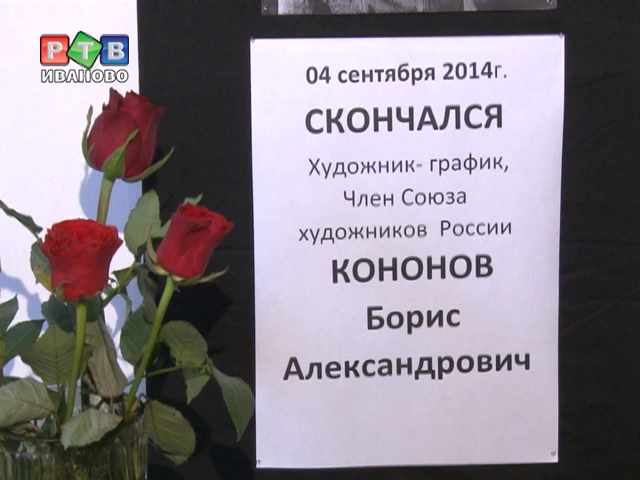 РТВ
ИВАНОВО
04 сентября 2014г.
СКОНЧАЛСЯ
Художник- график,
Член Союза
художников России
КОНОНОВ
Борис
Александрович